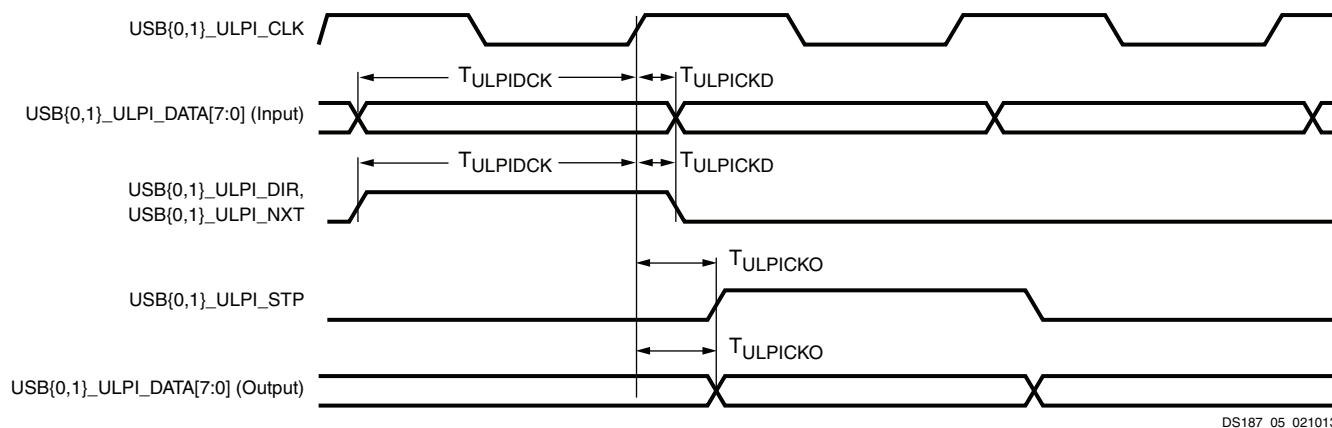 USB{0,1}_ULPI_CLK
TULPIDCK
TULPICKD
USB{0,1}_ULPI_DATA[7:0] (Input)
TULPIDCK
TULPICKD
USB{0,1}_ULPI_DIR,
USB{0,1}_ULPI_NXT
TULPICKO
USB{0,1}_ULPI_STP
TULPICKO
USB{0,1}_ULPI_DATA[7:0] (Output)
DS187_05_021013